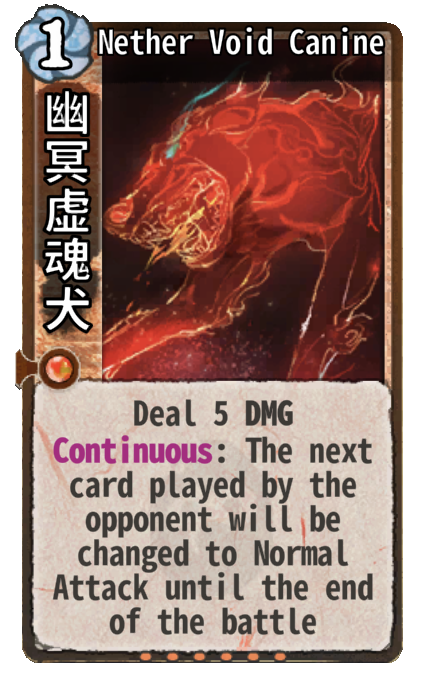 1
Nether Void Canine
幽冥虚魂犬
Deal 5 DMG
Continuous: The next
card played by the
opponent will be
changed to Normal
Attack until the end
of the battle